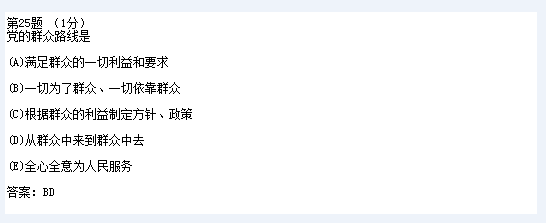 第25题 （1分）
党的群众路线是
(A)满足群众的一切利益和要求
(B)一切为了群众、一切依靠群众
(C)根据群众的利益制定方针、政策
(D)从群众中来到群众中去
(E)全心全意为人民服务
答案：BD